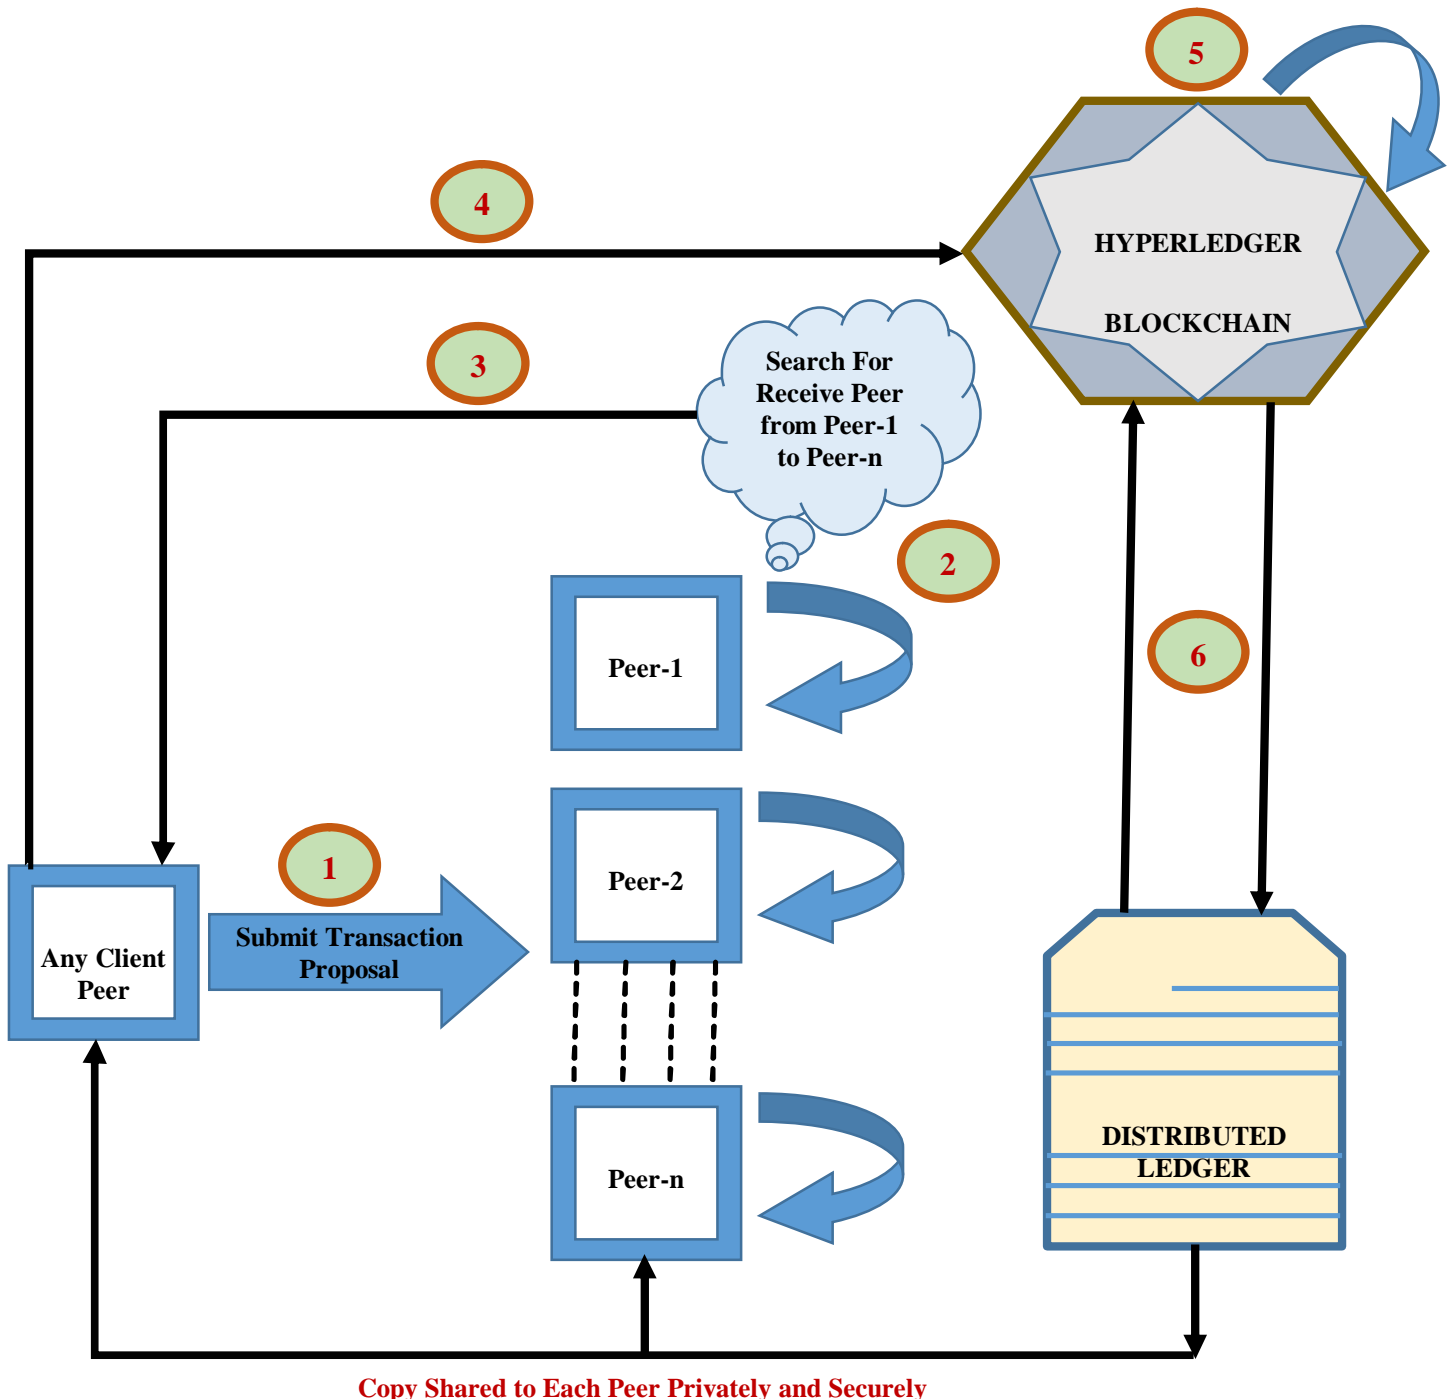 5
4
HYPERLEDGER
BLOCKCHAIN
3
Search For
Receive Peer
from Peer-1
to Peer-n
2
Peer-1
6
1
Peer-2
Submit Transaction
Proposal
Any Client
Peer
DISTRIBUTED
LEDGER
Peer-n
Copy Shared to Each Peer Privately and Securely